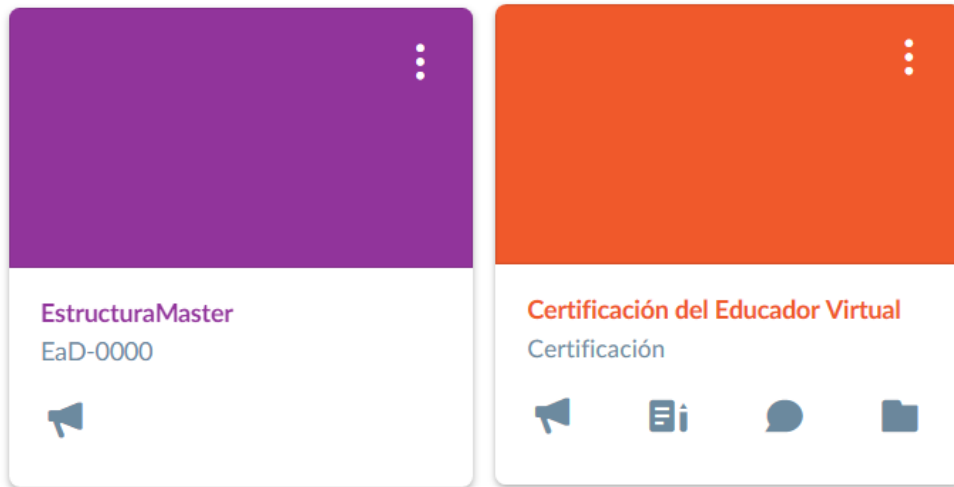 EstructuraMaster
EaD-0000
Certificación del Educador Virtual
Certificación